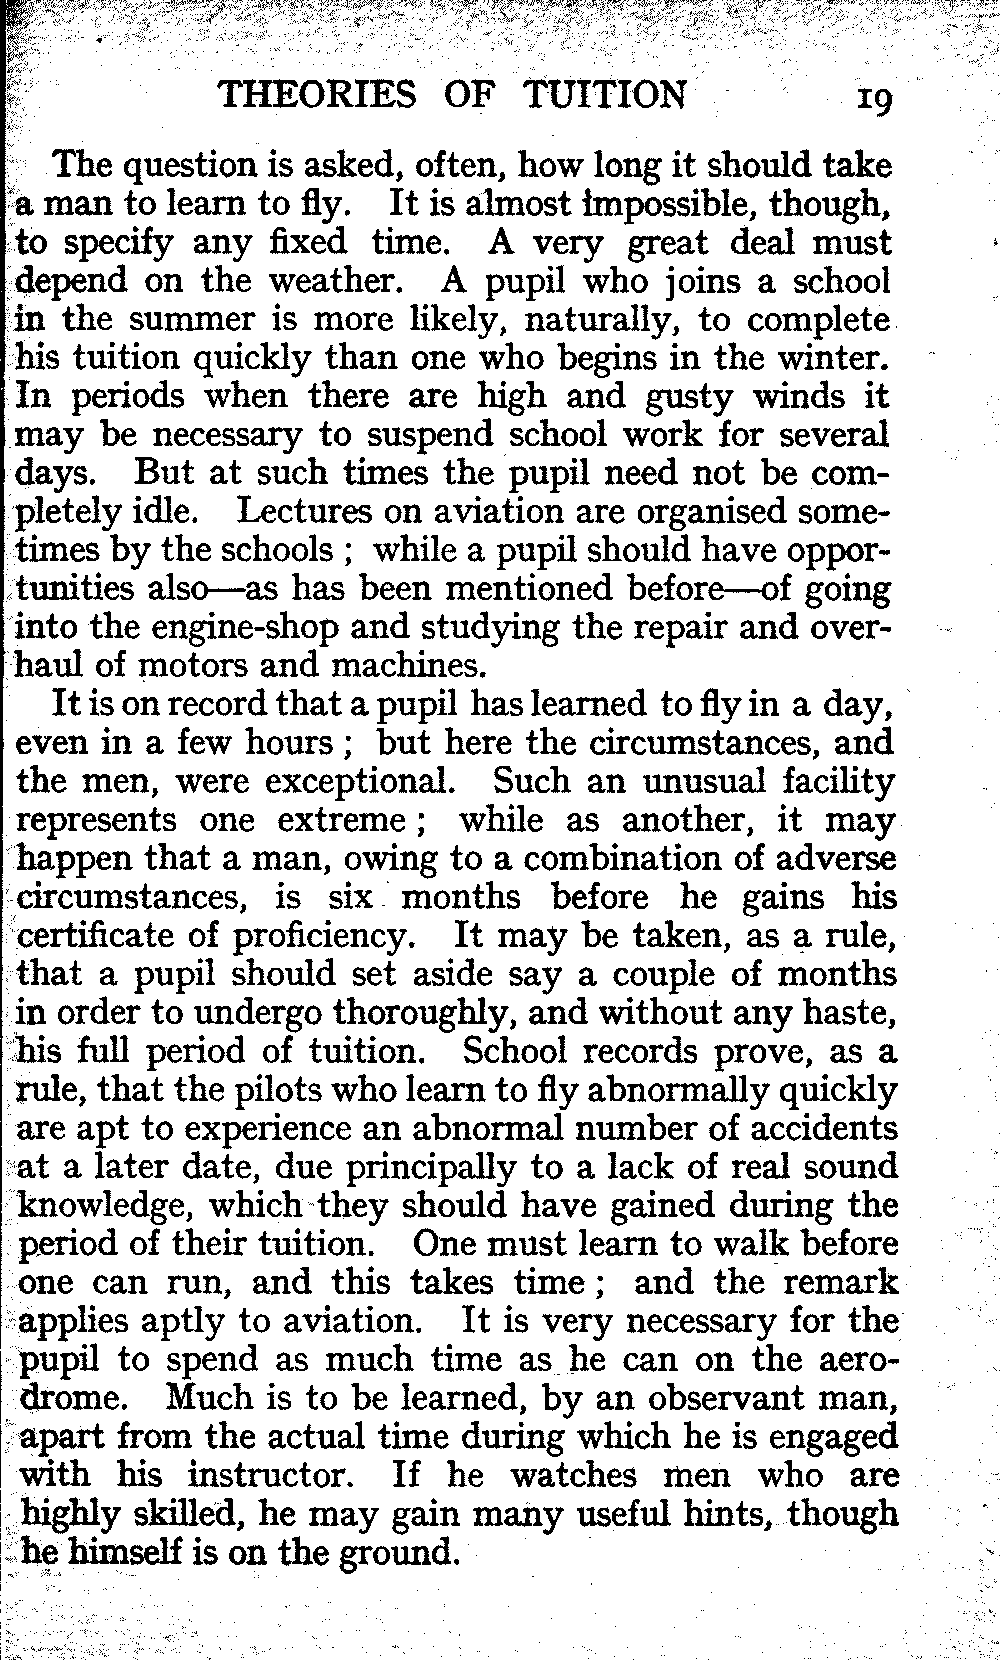 THEORIES OF TUITION 19
The question is asked, often, how long it should take
a man to learn to fly. It is almost impossible, though,
to specify any fixed time. A very great deal must
depend on the weather. A pupil who joins a school
in the summer is more likely, naturally, to complete
his tuition quickly than one who begins in the winter.
In periods when there are high and gusty winds it
may be necessary to suspend school work for several
days. But at such times the pupil need not be com-
pletely idle. Lectures on aviation are organised some-
times by the schools ; while a pupil should have oppor-
tunities also—as has been mentioned before—of going
into the engine-shop and studying the repair and over-
haul of motors and machines.
It is on record that a pupil has learned to fly in a day,
even in a few hours ; but here the circumstances, and
the men, were exceptional. Such an unusual facility
represents one extreme ; while as another, it may
happen that a man, owing to a combination of adverse
circumstances, is six months before he gains his
certificate of proficiency. It may be taken, as a rule,
that a pupil should set aside say a couple of months
in order to undergo thoroughly, and without any haste,
his full period of tuition. School records prove, as a
rule, that the pilots who learn to fly abnormally quickly
are apt to experience an abnormal number of accidents
at a later date, due principally to a lack of real sound
knowledge, which they should have gained during the
period of their tuition. One must learn to walk before
one can run, and this takes time ; and the remark
applies aptly to aviation. It is very necessary for the
pupil to spend as much time as he can on the aero-
drome. Much is to be learned, by an observant man,
apart from the actual time during which he is engaged
with his instructor. If he watches men who are
highly skilled, he may gain many useful hints, though
he himself is on the ground.